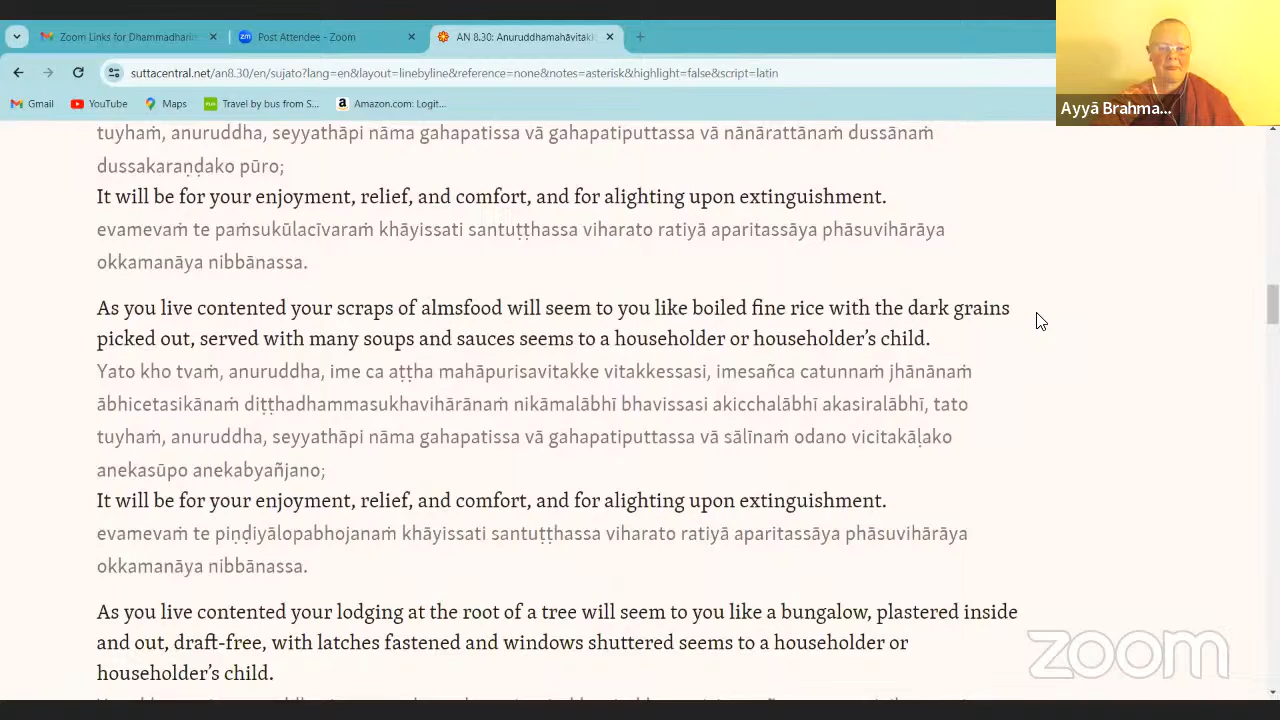 Zoom Links for Dhammadharin
Post Attendee - Zoom
AN 8.30: Anuruddhamahāvitakk
suttacentral.net/an8.30/en/sujato?lang=en&layout=linebyline&reference=none&notes=asterisk&highlight=false&script=latin
Gmail
YouTube
Maps
Travel by bus from S...
Amazon.com: Logit...
Ayyā Brahma...
tuyhaṁ, anuruddha, seyyathāpi nāma gahapatissa vā gahapatiputtassa vā nānārattānaṁ dussānaṁ
dussakaraṇḍako pūro;
It will be for your enjoyment, relief, and comfort, and for alighting upon extinguishment.
evamevaṁ te paṁsukūlacīvaraṁ khāyissati santuṭṭhassa viharato ratiyā aparitassāya phāsuvihārāya
okkamanāya nibbānassa.
As you live contented your scraps of almsfood will seem to you like boiled fine rice with the dark grains
picked out, served with many soups and sauces seems to a householder or householder’s child.
Yato kho tvaṁ, anuruddha, ime ca aṭṭha mahāpurisavitakke vitakkessasi, imesañca catunnaṁ jhānānaṁ
ābhicetasikānaṁ diṭṭhadhammasukhavihārānaṁ nikāmalābhī bhavissasi akicchalābhī akasiralābhī, tato
tuyhaṁ, anuruddha, seyyathāpi nāma gahapatissa vā gahapatiputtassa vā sālīnaṁ odano vicitakāḷako
anekasūpo anekabyañjano;
It will be for your enjoyment, relief, and comfort, and for alighting upon extinguishment.
evamevaṁ te piṇḍiyālopabhojanaṁ khāyissati santuṭṭhassa viharato ratiyā aparitassāya phāsuvihārāya
okkamanāya nibbānassa.
As you live contented your lodging at the root of a tree will seem to you like a bungalow, plastered inside
and out, draft-free, with latches fastened and windows shuttered seems to a householder or
householder’s child.
zoom